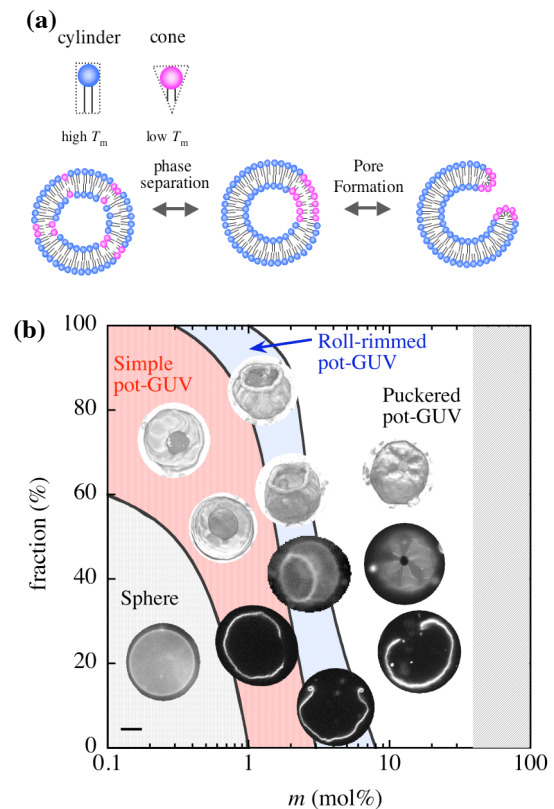 (a)
cylinder cone
high Tm low Tm
phase
separation
Pore
Formation
(b)
100
80
60
40
20
0
fraction (%)
Simple
pot-GUV
Roll-rimmed
pot-GUV
Puckered
pot-GUV
Sphere
0.1 1 10 100
m (mol%)